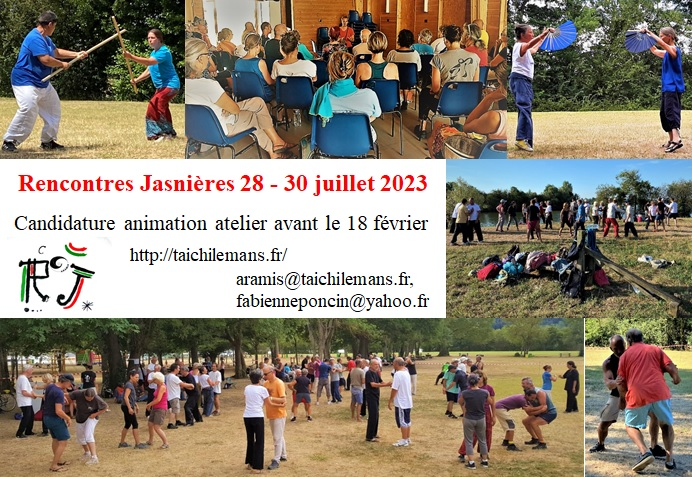 Rencontres Jasnières 28 - 30 juillet 2023
Candidature animation atelier avant le 18 février
http://taichilemans.fr/
aramis@taichilemans.fr,
fabienneponcin@yahoo.fr